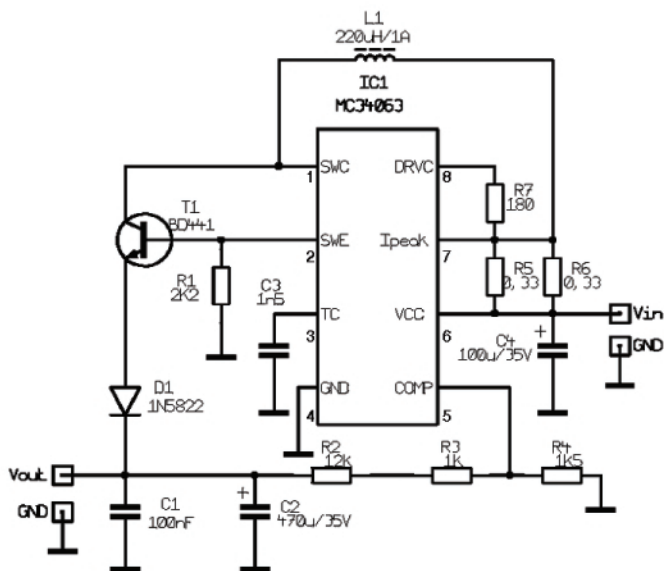 L1
220uH/1A
IC1
MC34063
SWC
DRVC
1
8
R7
180
T1
BD441
SWE
Ipeak
2
7
R1
2K2
C3
1n5
R5
0,33
R6
0,33
TC
VCC
3
6
Vin
C4
+
100u/35V
GND
GND
COMP
4
5
D1
1N5822
R2
12k
R3
1k
R4
1k5
Vout
GND
C1
100nF
+
C2
470u/35V